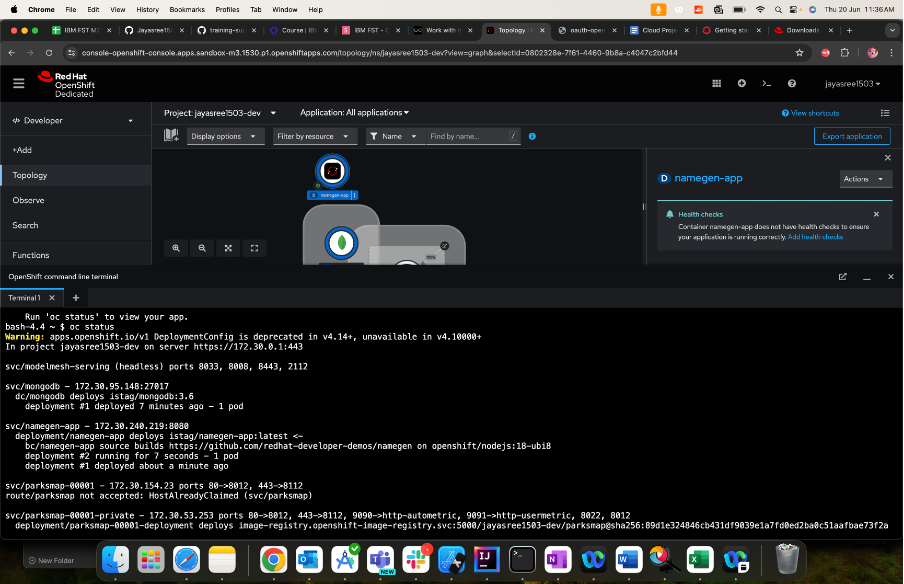 Chrome File Edit View History Bookmarks Profiles Tab Window Help Thu 20 Jun 11:36 AM
IBM FST M3 Jayasree15 training-su Course | IB IBM FST - C Work with Topology - oauth-open Cloud Proje Getting sta Downloads
console-openshift-console.apps.sandbox-m3.1530.p1.openshiftapps.com/topology/ns/jayasree1503-dev?view=graph&selectId=0802328e-7f61-4460-9b8a-c4047c2bfd44
Red Hat
OpenShift
Dedicated
jayasree1503
Developer
Project: jayasree1503-dev Application: All applications View shortcuts
Display options Filter by resource Name Find by name... / Export application
+Add
Topology
Observe
Search
Functions
D namegen-app
D namegen-app Actions
Health checks
Container namegen-app does not have health checks to ensure
your application is running correctly. Add health checks
OpenShift command line terminal
Terminal 1
Run 'oc status' to view your app.
bash-4.4 ~ $ oc status
Warning: apps.openshift.io/v1 DeploymentConfig is deprecated in v4.14+, unavailable in v4.10000+
In project jayasree1503-dev on server https://172.30.0.1:443
svc/modelmesh-serving (headless) ports 8033, 8008, 8443, 2112
svc/mongodb - 172.30.95.148:27017
dc/mongodb deploys istag/mongodb:3.6
deployment #1 deployed 7 minutes ago - 1 pod
svc/namegen-app - 172.30.240.219:8080
deployment/namegen-app deploys istag/namegen-app:latest <-
bc/namegen-app source builds https://github.com/redhat-developer-demos/namegen on openshift/nodejs:18-ubi8
deployment #2 running for 7 seconds - 1 pod
deployment #1 deployed about a minute ago
svc/parksmap-00001 - 172.30.154.23 ports 80->8012, 443->8112
route/parksmap not accepted: HostAlreadyClaimed (svc/parksmap)
svc/parksmap-00001-private - 172.30.53.253 ports 80->8012, 443->8112, 9090->http-autometric, 9091->http-usermetric, 8022, 8012
deployment/parksmap-00001-deployment deploys image-registry.openshift-image-registry.svc:5000/jayasree1503-dev/parksmap@sha256:89d1e324846cb431df9039e1a7fd0ed2ba0c51aafbae73f2a
New Folder
NEW